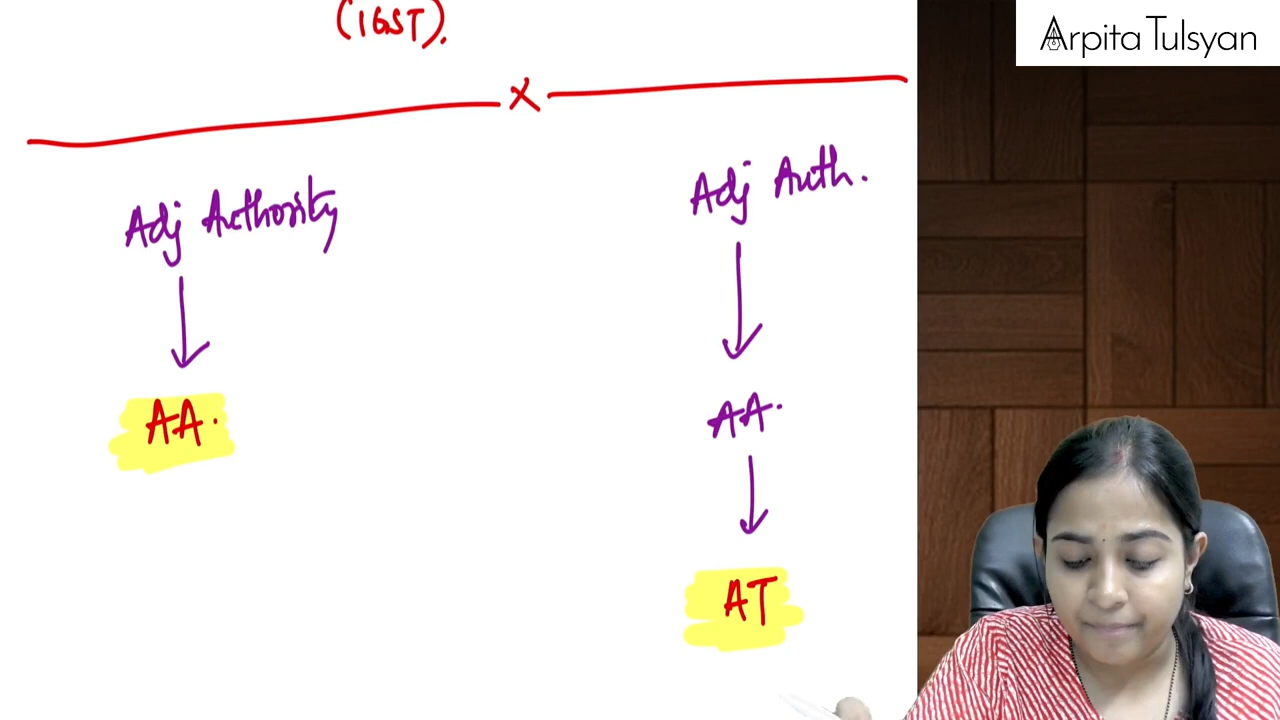 Arpita Tulsyan
(IGST).
x
Adj Authority
Adj Auth.
AA.
AA.
AT